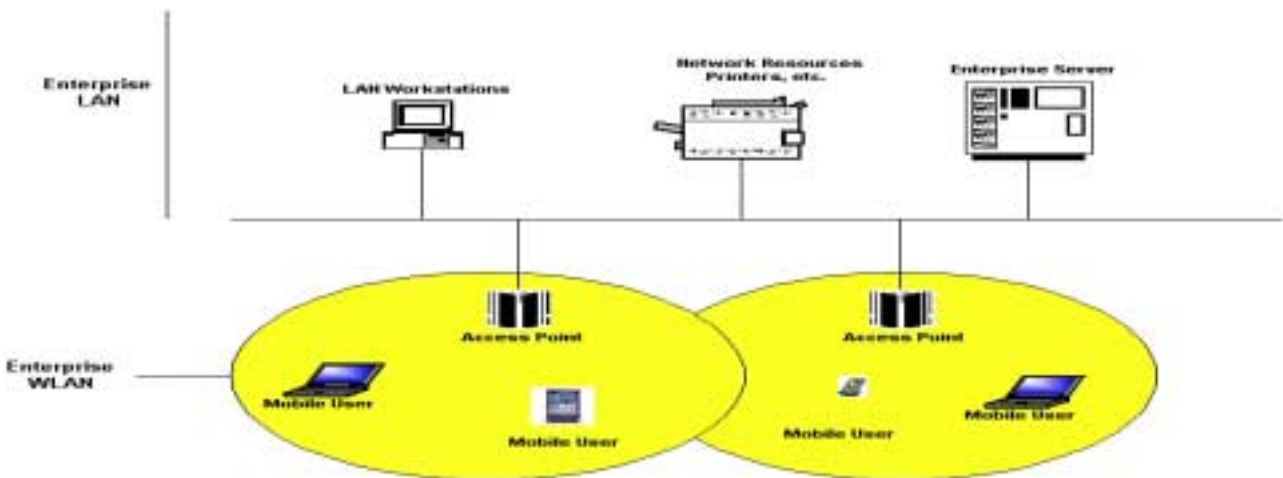 Enterprise
LAN
LAN Workstations
Network Resources
Printers, etc.
Enterprise Server
Access Point
Access Point
Enterprise
WLAN
Mobile User
Mobile User
Mobile User
Mobile User